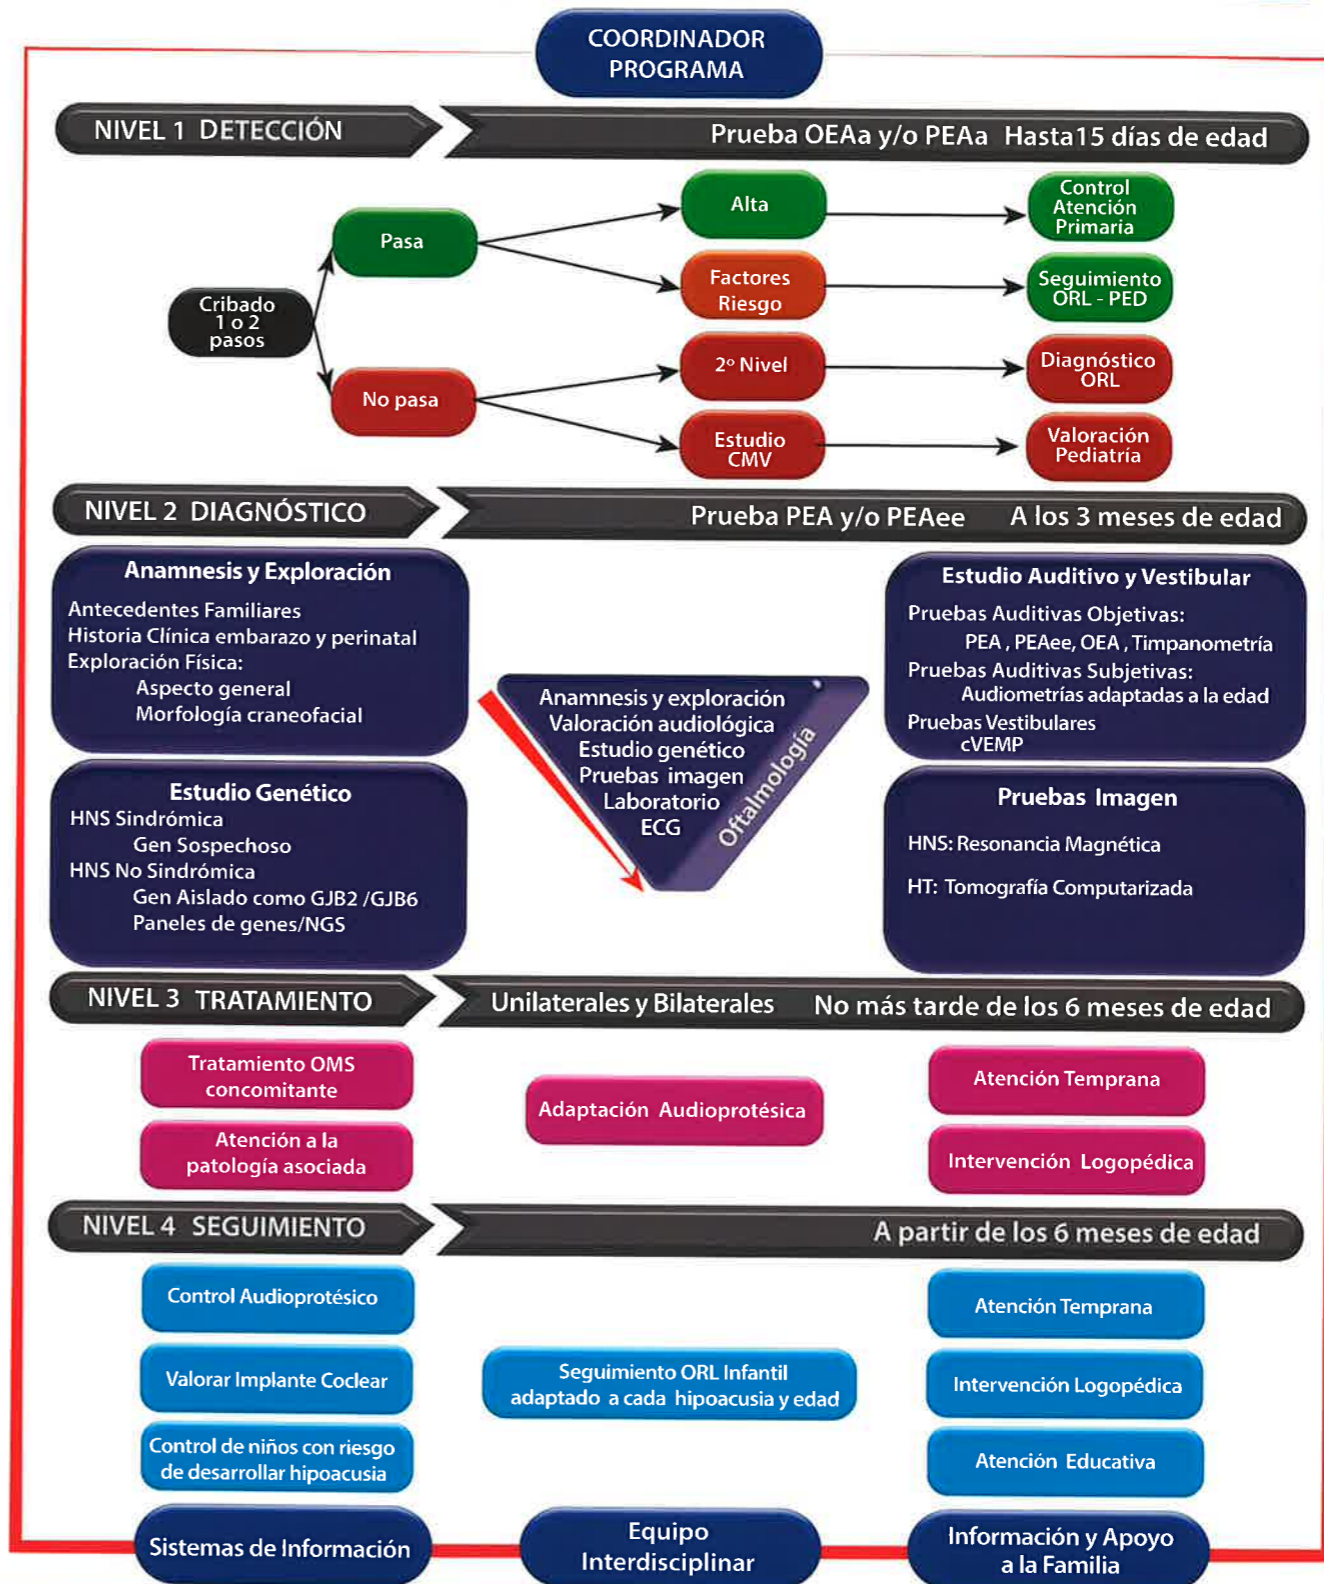 COORDINADOR
PROGRAMA
NIVEL 1 DETECCIÓN
Prueba OEAa y/o PEAa Hasta15 días de edad
Cribado
1 o 2
pasos
Pasa
Alta
Control
Atención
Primaria
Factores
Riesgo
Seguimiento
ORL - PED
No pasa
2º Nivel
Diagnóstico
ORL
Estudio
CMV
Valoración
Pediatría
NIVEL 2 DIAGNÓSTICO
Prueba PEA y/o PEAee A los 3 meses de edad
Anamnesis y Exploración
Antecedentes Familiares
Historia Clínica embarazo y perinatal
Exploración Física:
Aspecto general
Morfología craneofacial
Estudio Genético
HNS Sindrómica
Gen Sospechoso
HNS No Sindrómica
Gen Aislado como GJB2 /GJB6
Paneles de genes/NGS
Anamnesis y exploración
Valoración audiológica
Estudio genético
Pruebas imagen
Laboratorio
ECG
Oftalmología
Estudio Auditivo y Vestibular
Pruebas Auditivas Objetivas:
PEA , PEAee, OEA , Timpanometría
Pruebas Auditivas Subjetivas:
Audiometrías adaptadas a la edad
Pruebas Vestibulares
cVEMP
Pruebas Imagen
HNS: Resonancia Magnética
HT: Tomografía Computarizada
NIVEL 3 TRATAMIENTO
Unilaterales y Bilaterales No más tarde de los 6 meses de edad
Tratamiento OMS
concomitante
Atención a la
patología asociada
Adaptación Audioprotésica
Atención Temprana
Intervención Logopédica
NIVEL 4 SEGUIMIENTO
A partir de los 6 meses de edad
Control Audioprotésico
Valorar Implante Coclear
Control de niños con riesgo
de desarrollar hipoacusia
Seguimiento ORL Infantil
adaptado a cada hipoacusia y edad
Atención Temprana
Intervención Logopédica
Atención Educativa
Sistemas de Información
Equipo
Interdisciplinar
Información y Apoyo
a la Familia